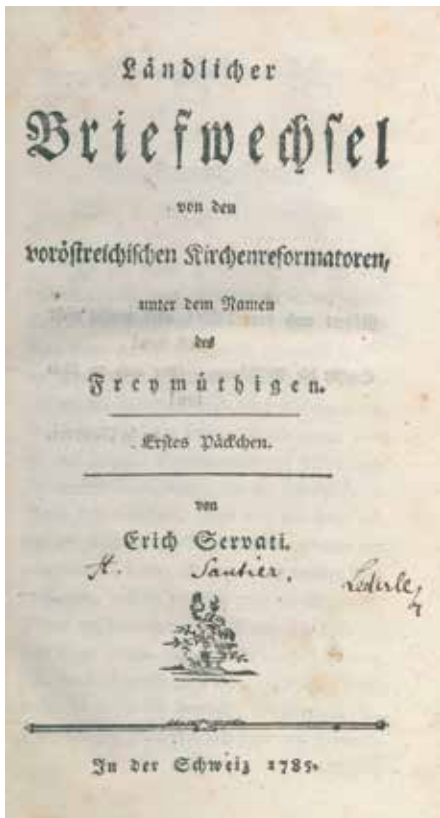 Ländlicher
Briefwechsel
von den
voröstreichischen Kirchenreformatoren,
unter dem Namen
des
Freymüthigen.
Erstes Päckchen.
von
Erich Servati.
H. Sautier, Lederle
In der Schweiz 1785.